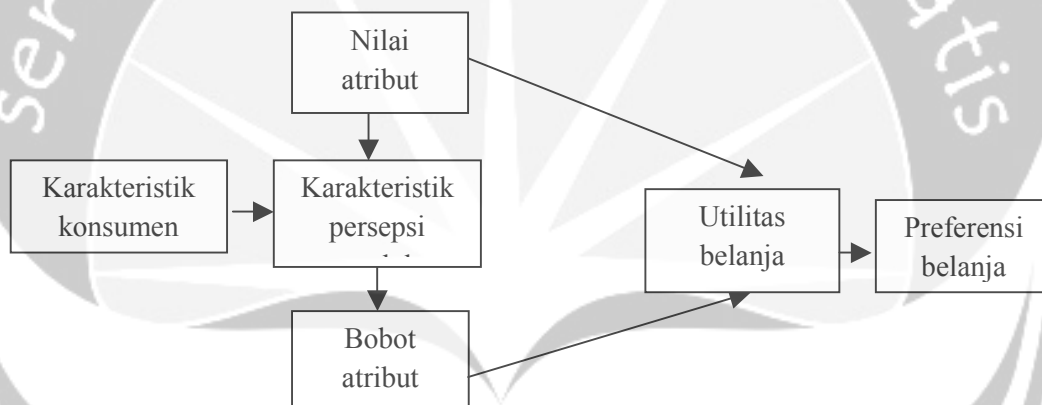 Nilai
atribut
Karakteristik
konsumen
Karakteristik
persepsi
Utilitas
belanja
Preferensi
belanja
Bobot
atribut